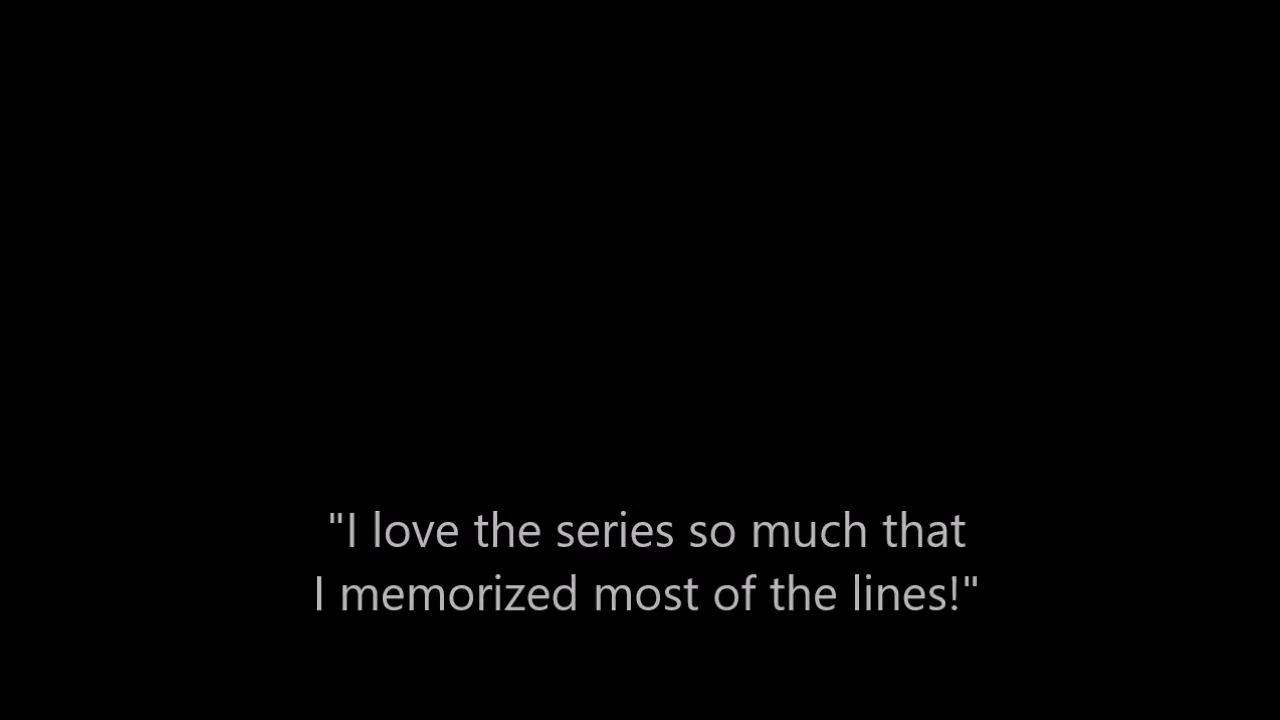 "I love the series so much that
I memorized most of the lines!"